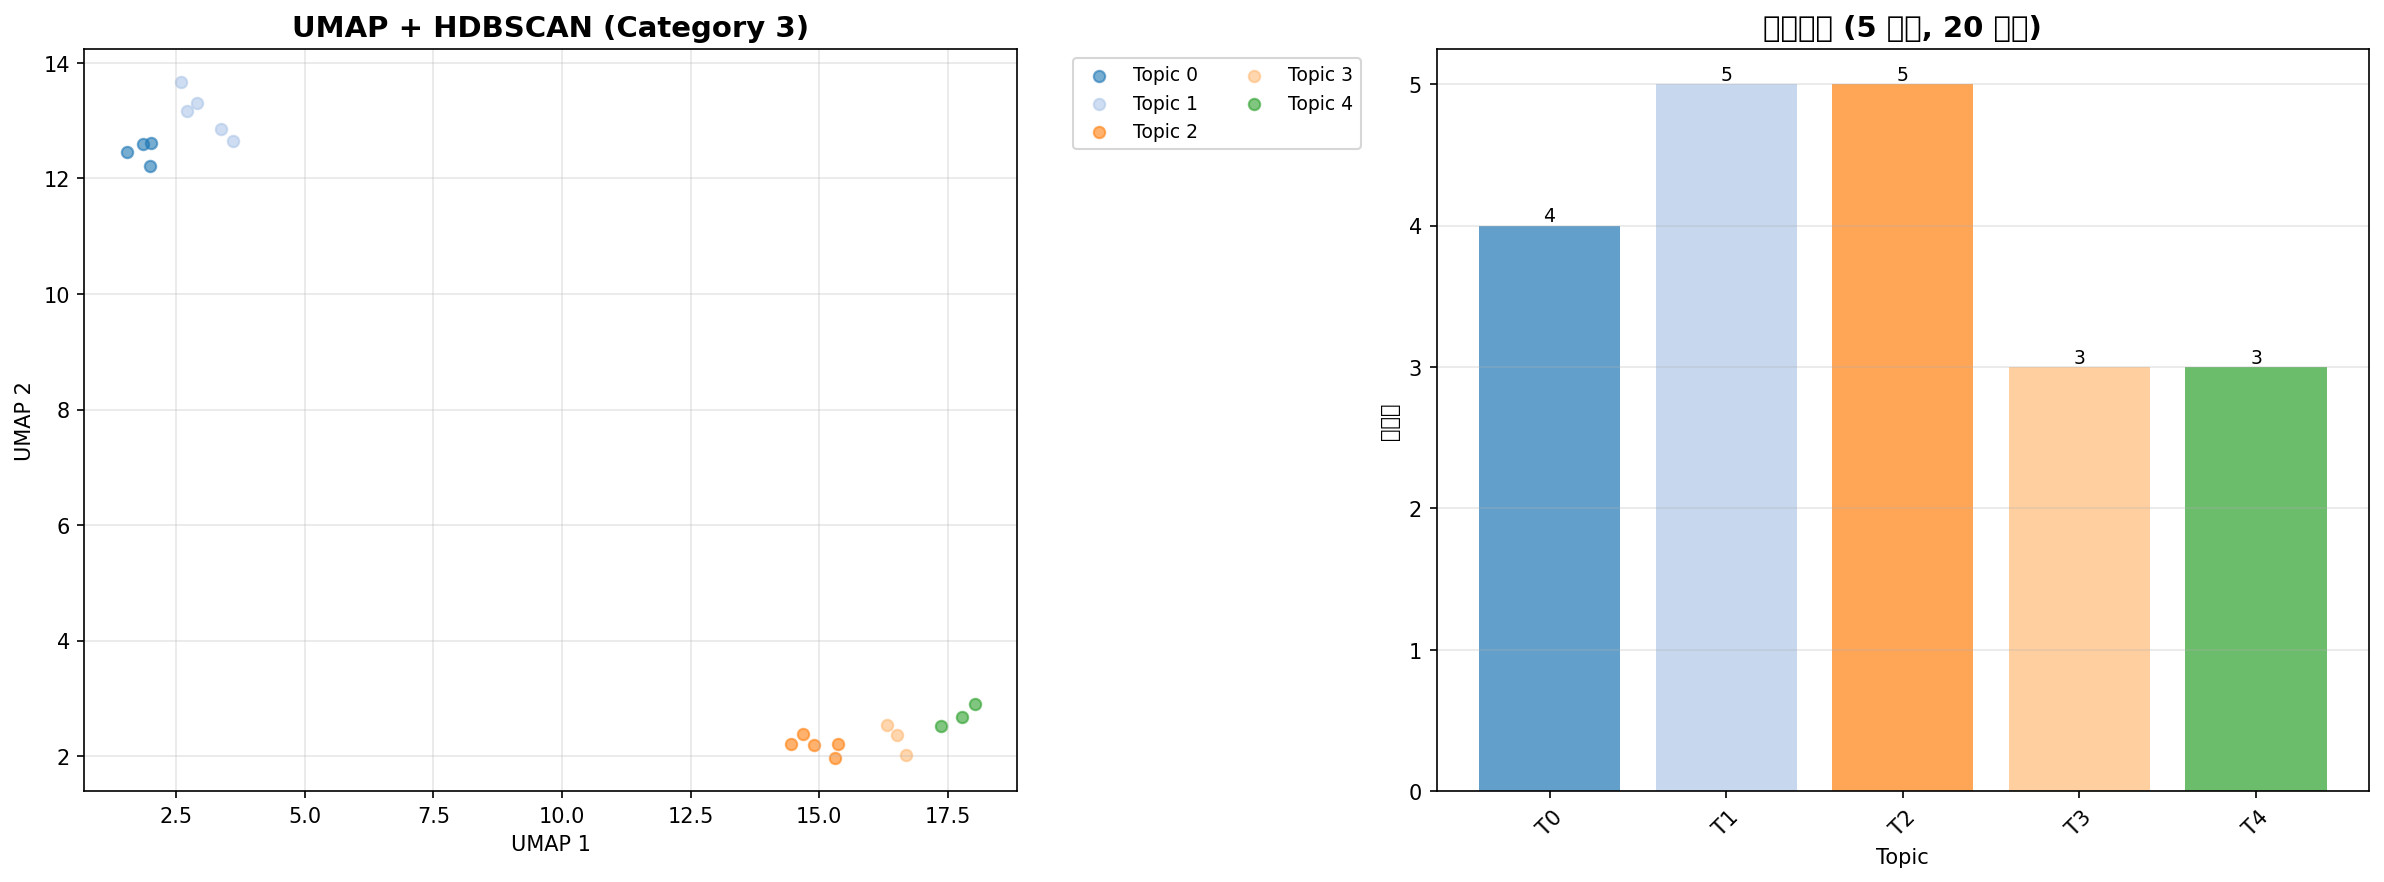 UMAP + HDBSCAN (Category 3)
14
12
10
8
6
4
2
UMAP 2
2.5 5.0 7.5 10.0 12.5 15.0 17.5
UMAP 1
Topic 0
Topic 1
Topic 2
Topic 3
Topic 4
(5 , 20 )
5
4
3
2
1
0
4 5 5 3 3
T0 T1 T2 T3 T4
Topic